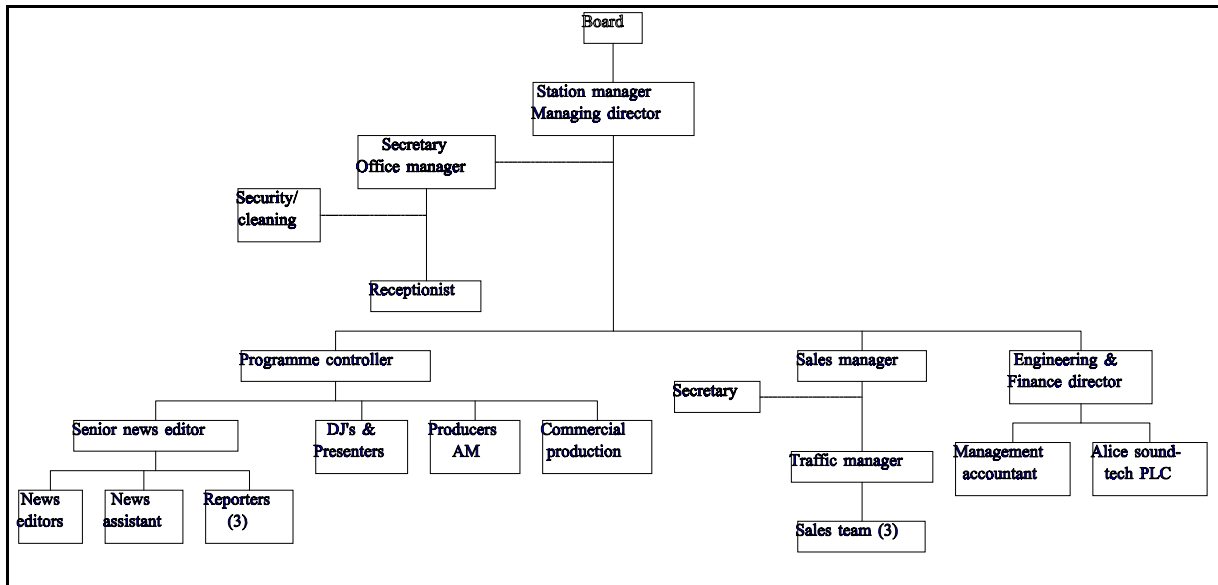 Board
Station manager
Managing director
Secretary
Office manager
Security/
cleaning
Receptionist
Programme controller
Sales manager
Engineering &
Finance director
Secretary
Senior news editor
DJ's &
Presenters
Producers
AM
Commercial
production
Traffic manager
Management
accountant
Alice sound-
tech PLC
News
editors
News
assistant
Reporters
(3)
Sales team (3)